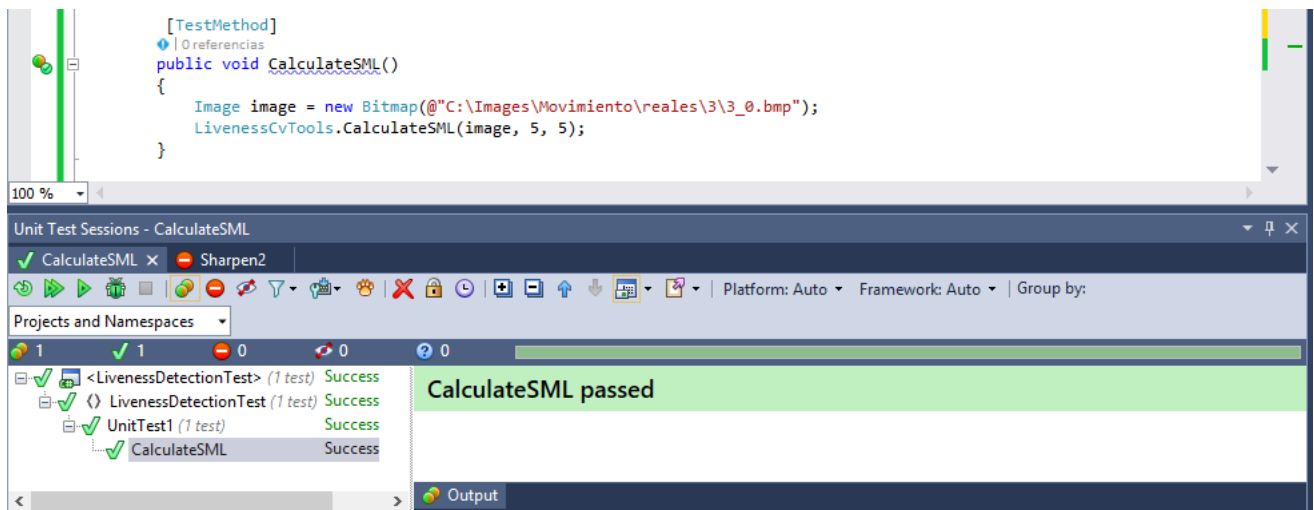 [TestMethod]
0 referencias
public void CalculateSML()
{
Image image = new Bitmap(@"C:\Images\Movimiento\reales\3\3_0.bmp");
LivenessCvTools.CalculateSML(image, 5, 5);
}
100 %
Unit Test Sessions - CalculateSML
CalculateSML Sharpen2
Platform: Auto Framework: Auto Group by:
Projects and Namespaces
1 1 0 0 0
<LivenessDetectionTest> (1 test) Success
LivenessDetectionTest (1 test) Success
UnitTest1 (1 test) Success
CalculateSML Success
CalculateSML passed
Output